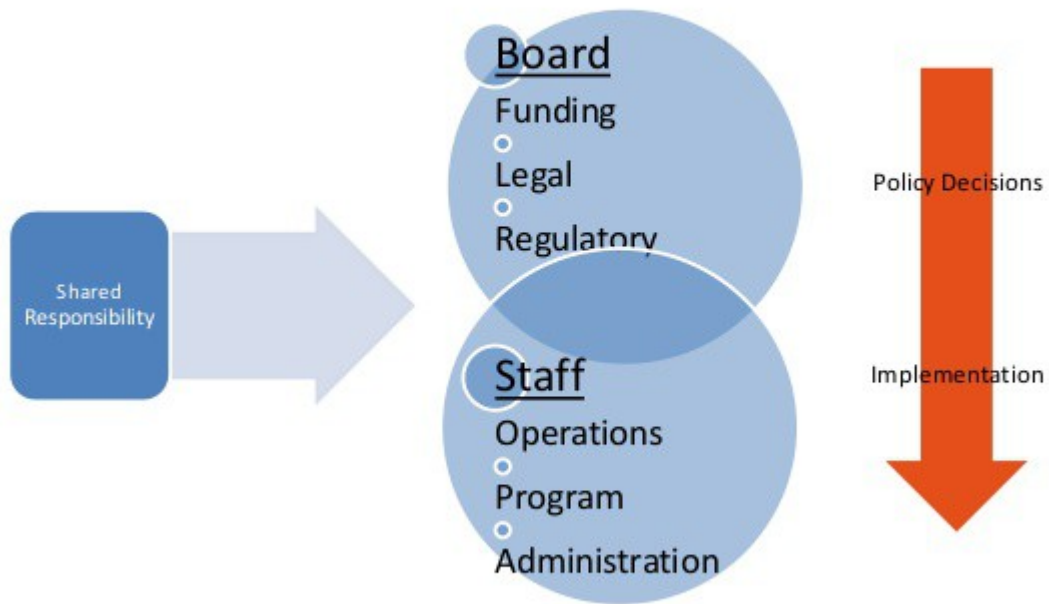 Shared
Responsibility
Board
Funding
Legal
Regulatory
Staff
Operations
Program
Administration
Policy Decisions
Implementation